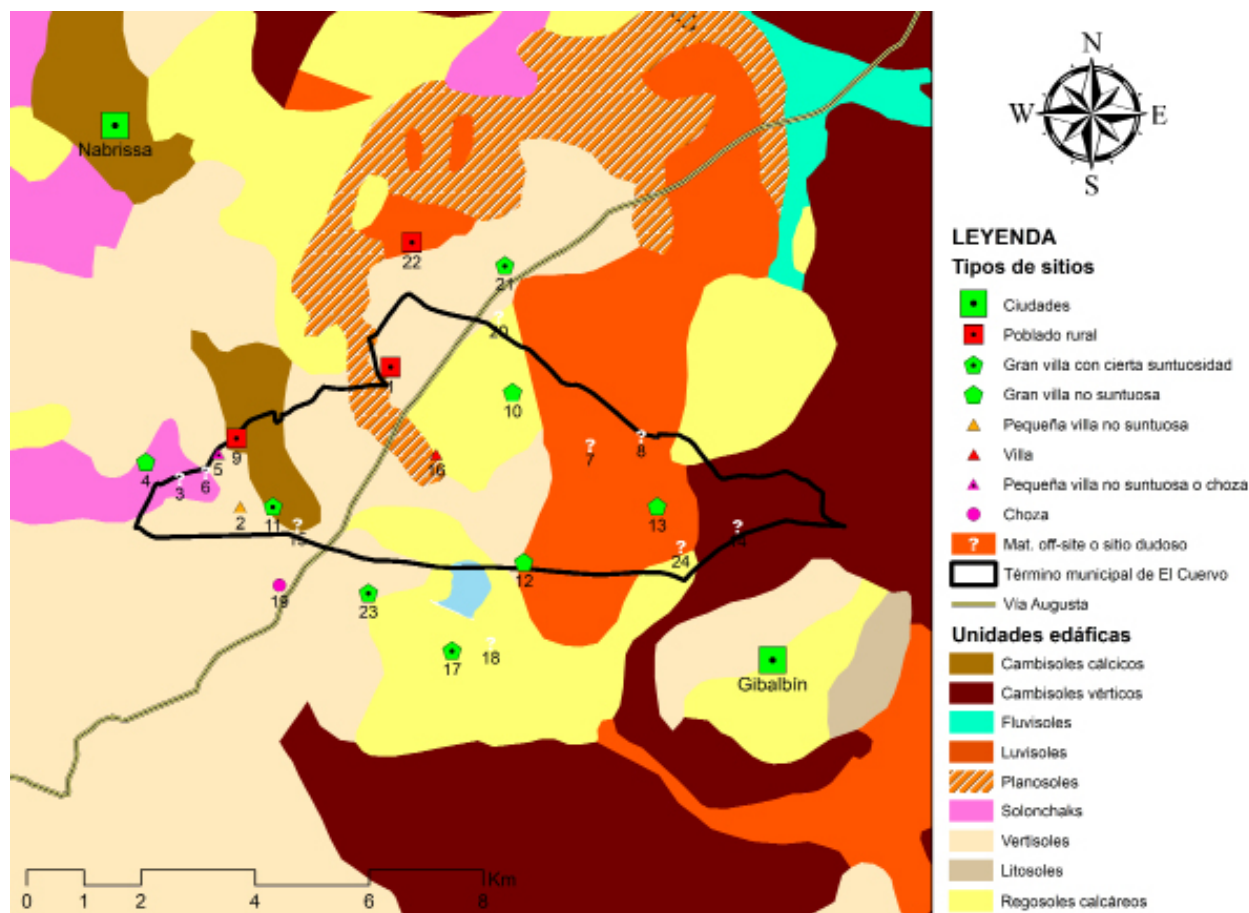 N
W
E
S
Nabrissa
22
21
20
1
10
9
5
4
3
6
16
7
8
2
11
15
13
14
24
12
19
23
17
18
Gibalbín
Km
0 1 2 4 6 8
LEYENDA
Tipos de sitios
Ciudades
Poblado rural
Gran villa con cierta suntuosidad
Gran villa no suntuosa
Pequeña villa no suntuosa
Villa
Pequeña villa no suntuosa o choza
Choza
? Mat. off-site o sitio dudoso
Término municipal de El Cuervo
Vía Augusta
Unidades edáficas
Cambisoles cálcicos
Cambisoles vérticos
Fluvisoles
Luvisoles
Planosoles
Solonchaks
Vertisoles
Litosoles
Regosoles calcáreos